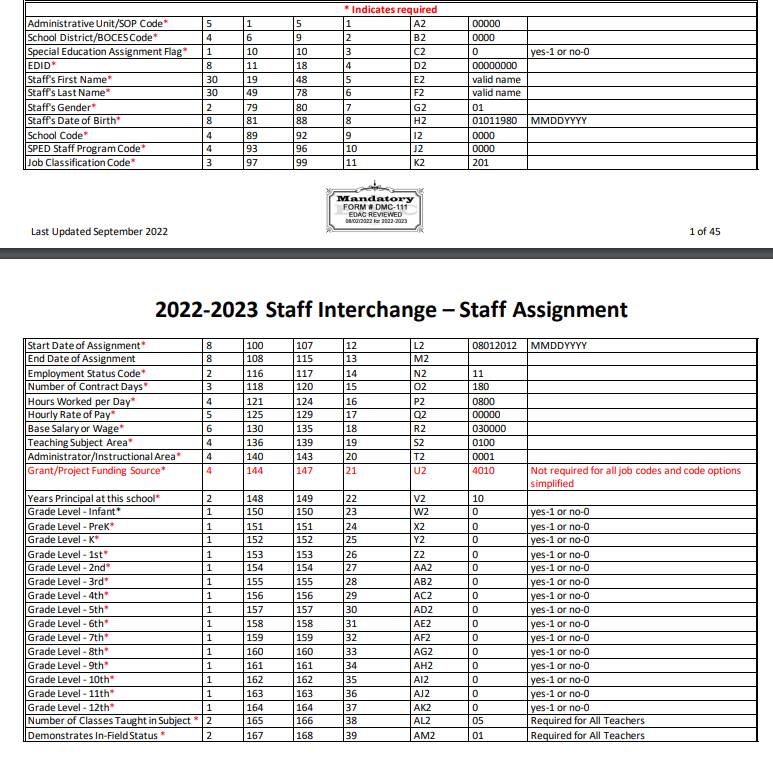 * Indicates required
Administrative Unit/SOP Code* 5 1 5 1 A2 00000
School District/BOCES Code* 4 6 9 2 B2 0000
Special Education Assignment Flag* 1 10 10 3 C2 0 yes-1 or no-0
EDID* 8 11 18 4 D2 00000000
Staff's First Name* 30 19 48 5 E2 valid name
Staff's Last Name* 30 49 78 6 F2 valid name
Staff's Gender* 2 79 80 7 G2 01
Staff's Date of Birth* 8 81 88 8 H2 01011980 MMDDYYYY
School Code* 4 89 92 9 I2 0000
SPED Staff Program Code* 4 93 96 10 J2 0000
Job Classification Code* 3 97 99 11 K2 201
Mandatory
FORM # DMC-111
EDAC REVIEWED
08/02/2022 for 2022-2023
Last Updated September 2022 1 of 45
2022-2023 Staff Interchange – Staff Assignment
Start Date of Assignment* 8 100 107 12 L2 08012012 MMDDYYYY
End Date of Assignment 8 108 115 13 M2
Employment Status Code* 2 116 117 14 N2 11
Number of Contract Days* 3 118 120 15 O2 180
Hours Worked per Day* 4 121 124 16 P2 0800
Hourly Rate of Pay* 5 125 129 17 Q2 00000
Base Salary or Wage* 6 130 135 18 R2 030000
Teaching Subject Area* 4 136 139 19 S2 0100
Administrator/Instructional Area* 4 140 143 20 T2 0001
Grant/Project Funding Source* 4 144 147 21 U2 4010 Not required for all job codes and code options
simplified
Years Principal at this school* 2 148 149 22 V2 10
Grade Level - Infant* 1 150 150 23 W2 0 yes-1 or no-0
Grade Level - PreK* 1 151 151 24 X2 0 yes-1 or no-0
Grade Level - K* 1 152 152 25 Y2 0 yes-1 or no-0
Grade Level - 1st* 1 153 153 26 Z2 0 yes-1 or no-0
Grade Level - 2nd* 1 154 154 27 AA2 0 yes-1 or no-0
Grade Level - 3rd* 1 155 155 28 AB2 0 yes-1 or no-0
Grade Level - 4th* 1 156 156 29 AC2 0 yes-1 or no-0
Grade Level - 5th* 1 157 157 30 AD2 0 yes-1 or no-0
Grade Level - 6th* 1 158 158 31 AE2 0 yes-1 or no-0
Grade Level - 7th* 1 159 159 32 AF2 0 yes-1 or no-0
Grade Level - 8th* 1 160 160 33 AG2 0 yes-1 or no-0
Grade Level - 9th* 1 161 161 34 AH2 0 yes-1 or no-0
Grade Level - 10th* 1 162 162 35 AI2 0 yes-1 or no-0
Grade Level - 11th* 1 163 163 36 AJ2 0 yes-1 or no-0
Grade Level - 12th* 1 164 164 37 AK2 0 yes-1 or no-0
Number of Classes Taught in Subject * 2 165 166 38 AL2 05 Required for All Teachers
Demonstrates In-Field Status * 2 167 168 39 AM2 01 Required for All Teachers